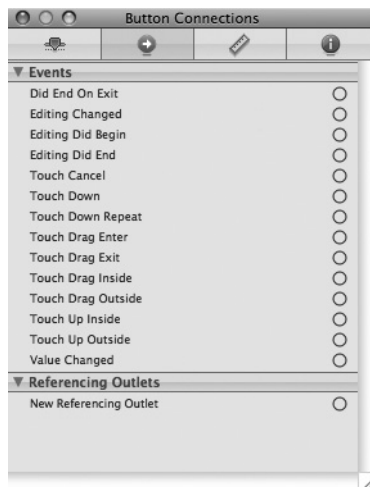 Button Connections
Events
Did End On Exit
Editing Changed
Editing Did Begin
Editing Did End
Touch Cancel
Touch Down
Touch Down Repeat
Touch Drag Enter
Touch Drag Exit
Touch Drag Inside
Touch Drag Outside
Touch Up Inside
Touch Up Outside
Value Changed
Referencing Outlets
New Referencing Outlet